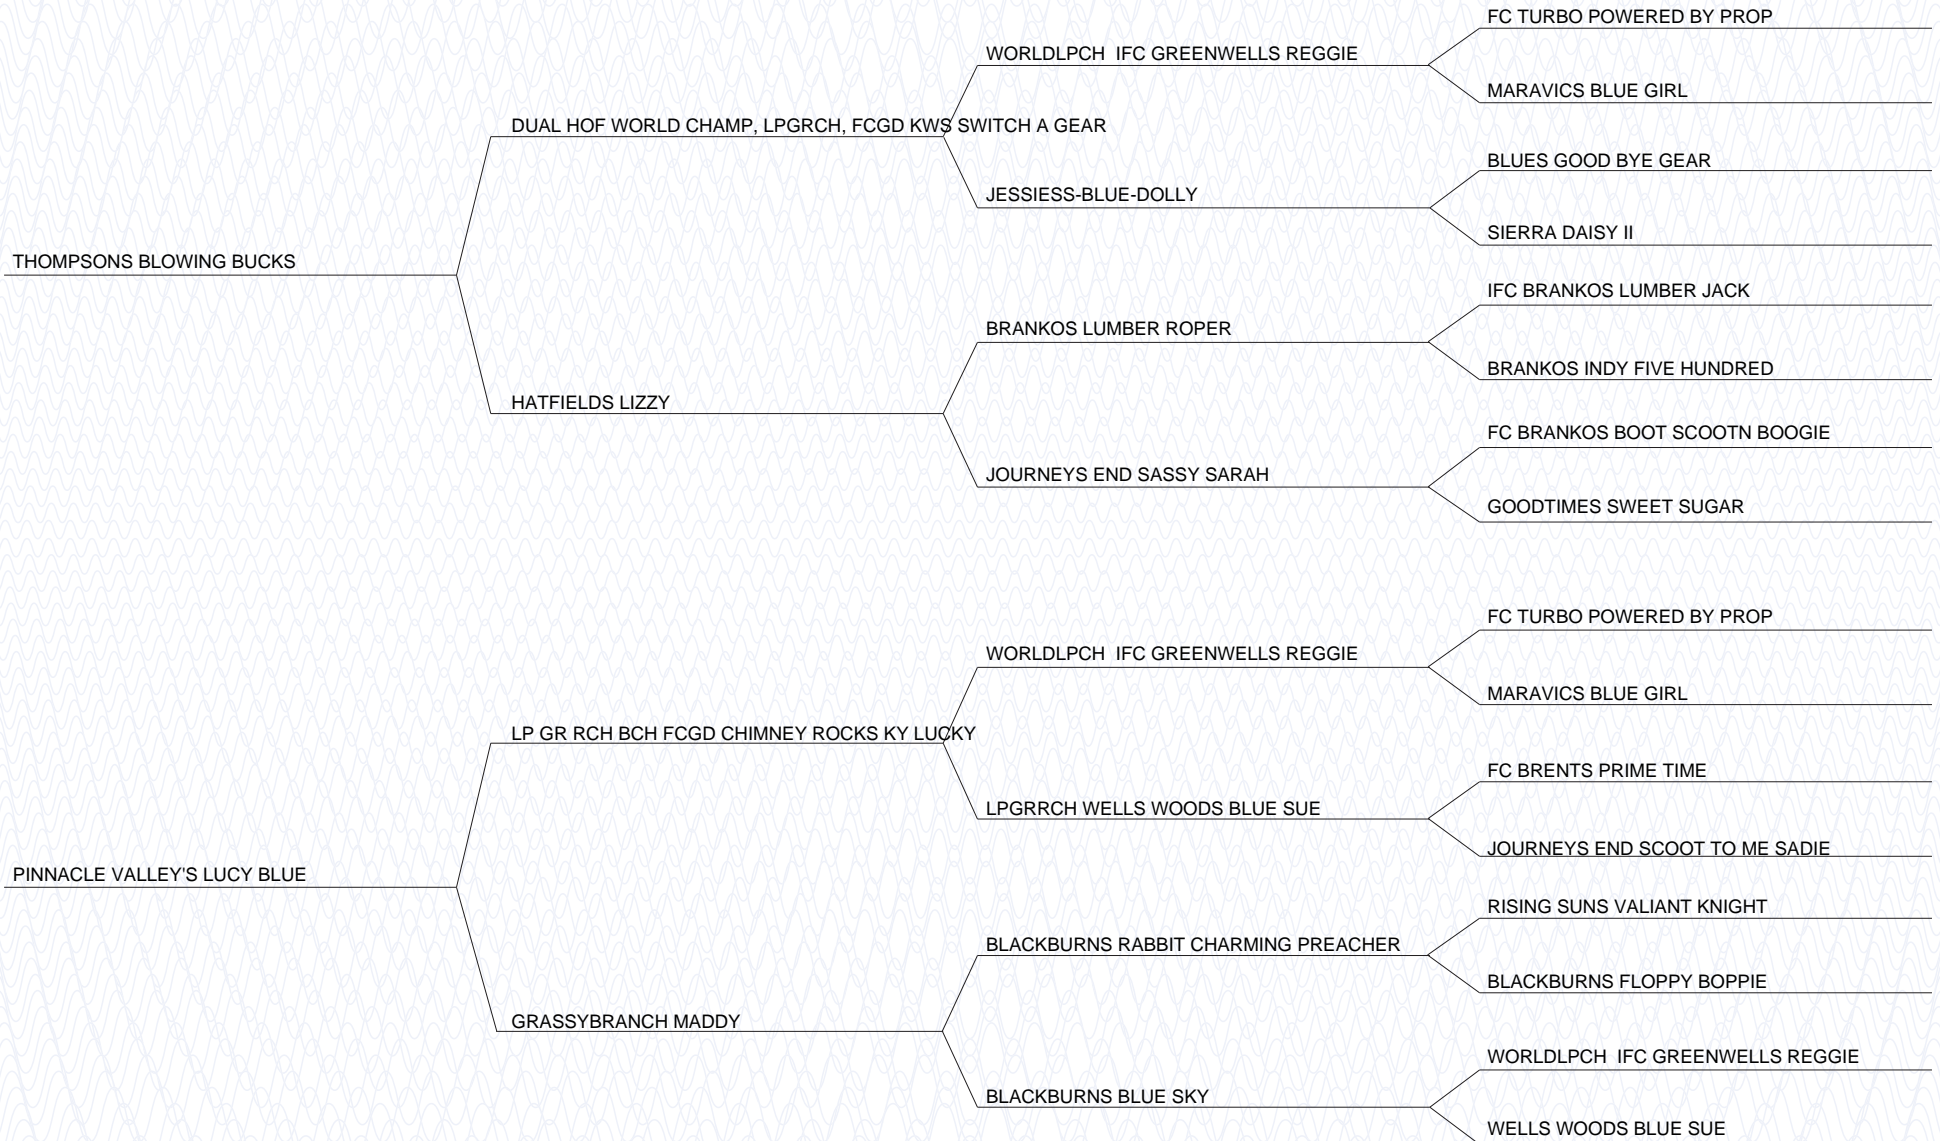 FC TURBO POWERED BY PROP
WORLDLPCH  IFC GREENWELLS REGGIE
MARAVICS BLUE GIRL
DUAL HOF WORLD CHAMP, LPGRCH, FCGD KWS SWITCH A GEAR
BLUES GOOD BYE GEAR
JESSIESS-BLUE-DOLLY
SIERRA DAISY II
THOMPSONS BLOWING BUCKS
IFC BRANKOS LUMBER JACK
BRANKOS LUMBER ROPER
BRANKOS INDY FIVE HUNDRED
HATFIELDS LIZZY
FC BRANKOS BOOT SCOOTN BOOGIE
JOURNEYS END SASSY SARAH
GOODTIMES SWEET SUGAR
FC TURBO POWERED BY PROP
WORLDLPCH  IFC GREENWELLS REGGIE
MARAVICS BLUE GIRL
LP GR RCH BCH FCGD CHIMNEY ROCKS KY LUCKY
FC BRENTS PRIME TIME
LPGRRCH WELLS WOODS BLUE SUE
JOURNEYS END SCOOT TO ME SADIE
PINNACLE VALLEY'S LUCY BLUE
RISING SUNS VALIANT KNIGHT
BLACKBURNS RABBIT CHARMING PREACHER
BLACKBURNS FLOPPY BOPPIE
GRASSYBRANCH MADDY
WORLDLPCH  IFC GREENWELLS REGGIE
BLACKBURNS BLUE SKY
WELLS WOODS BLUE SUE